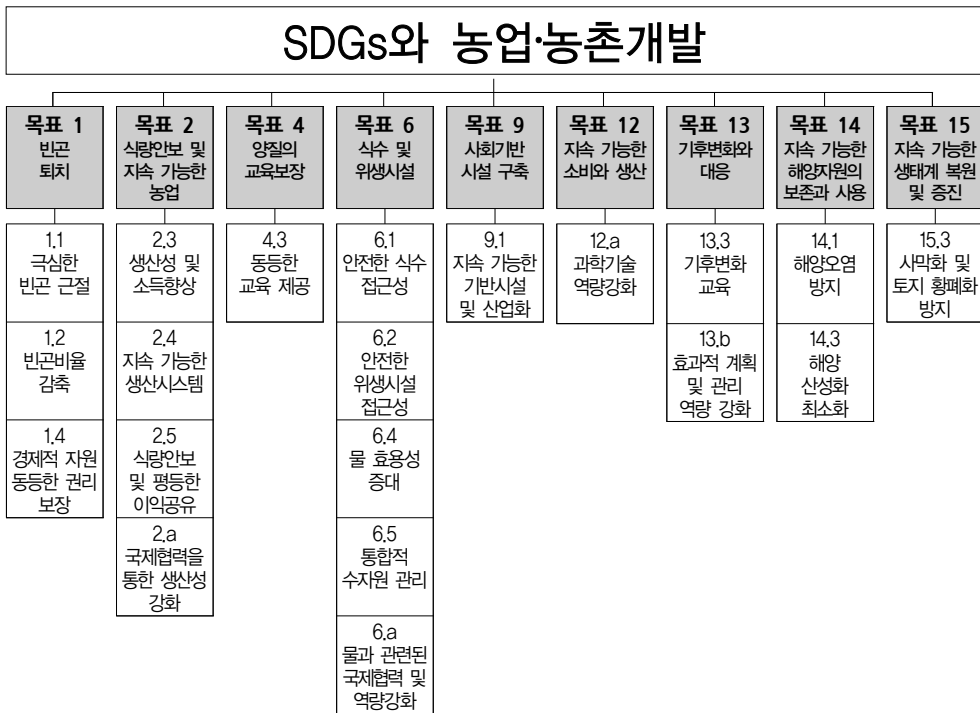 SDGs와 농업·농촌개발
목표 1
빈곤
퇴치
목표 2
식량안보 및
지속 가능한
농업
목표 4
양질의
교육보장
목표 6
식수 및
위생시설
목표 9
사회기반
시설 구축
목표 12
지속 가능한
소비와 생산
목표 13
기후변화와
대응
목표 14
지속 가능한
해양자원의
보존과 사용
목표 15
지속 가능한
생태계 복원
및 증진
1.1
극심한
빈곤 근절
1.2
빈곤비율
감축
1.4
경제적 자원
동등한 권리
보장
2.3
생산성 및
소득향상
2.4
지속 가능한
생산시스템
2.5
식량안보
및 평등한
이익공유
2.a
국제협력을
통한 생산성
강화
4.3
동등한
교육 제공
6.1
안전한 식수
접근성
6.2
안전한
위생시설
접근성
6.4
물 효용성
증대
6.5
통합적
수자원 관리
6.a
물과 관련된
국제협력 및
역량강화
9.1
지속 가능한
기반시설
및 산업화
12.a
과학기술
역량강화
13.3
기후변화
교육
13.b
효과적 계획
및 관리
역량 강화
14.1
해양오염
방지
14.3
해양
산성화
최소화
15.3
사막화 및
토지 황폐화
방지